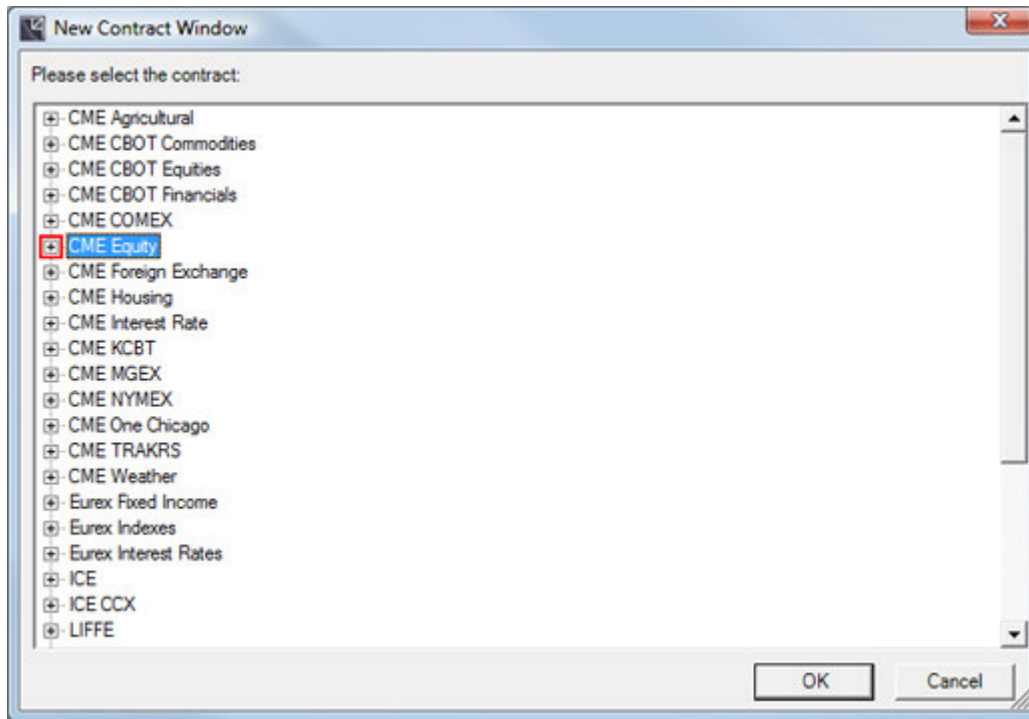 New Contract Window
Please select the contract:
CME Agricultural
CME CBOT Commodities
CME CBOT Equities
CME CBOT Financials
CME COMEX
CME Equity
CME Foreign Exchange
CME Housing
CME Interest Rate
CME KCBT
CME MGEX
CME NYMEX
CME One Chicago
CME TRAKRS
CME Weather
Eurex Fixed Income
Eurex Indexes
Eurex Interest Rates
ICE
ICE CCX
LIFFE
OK Cancel